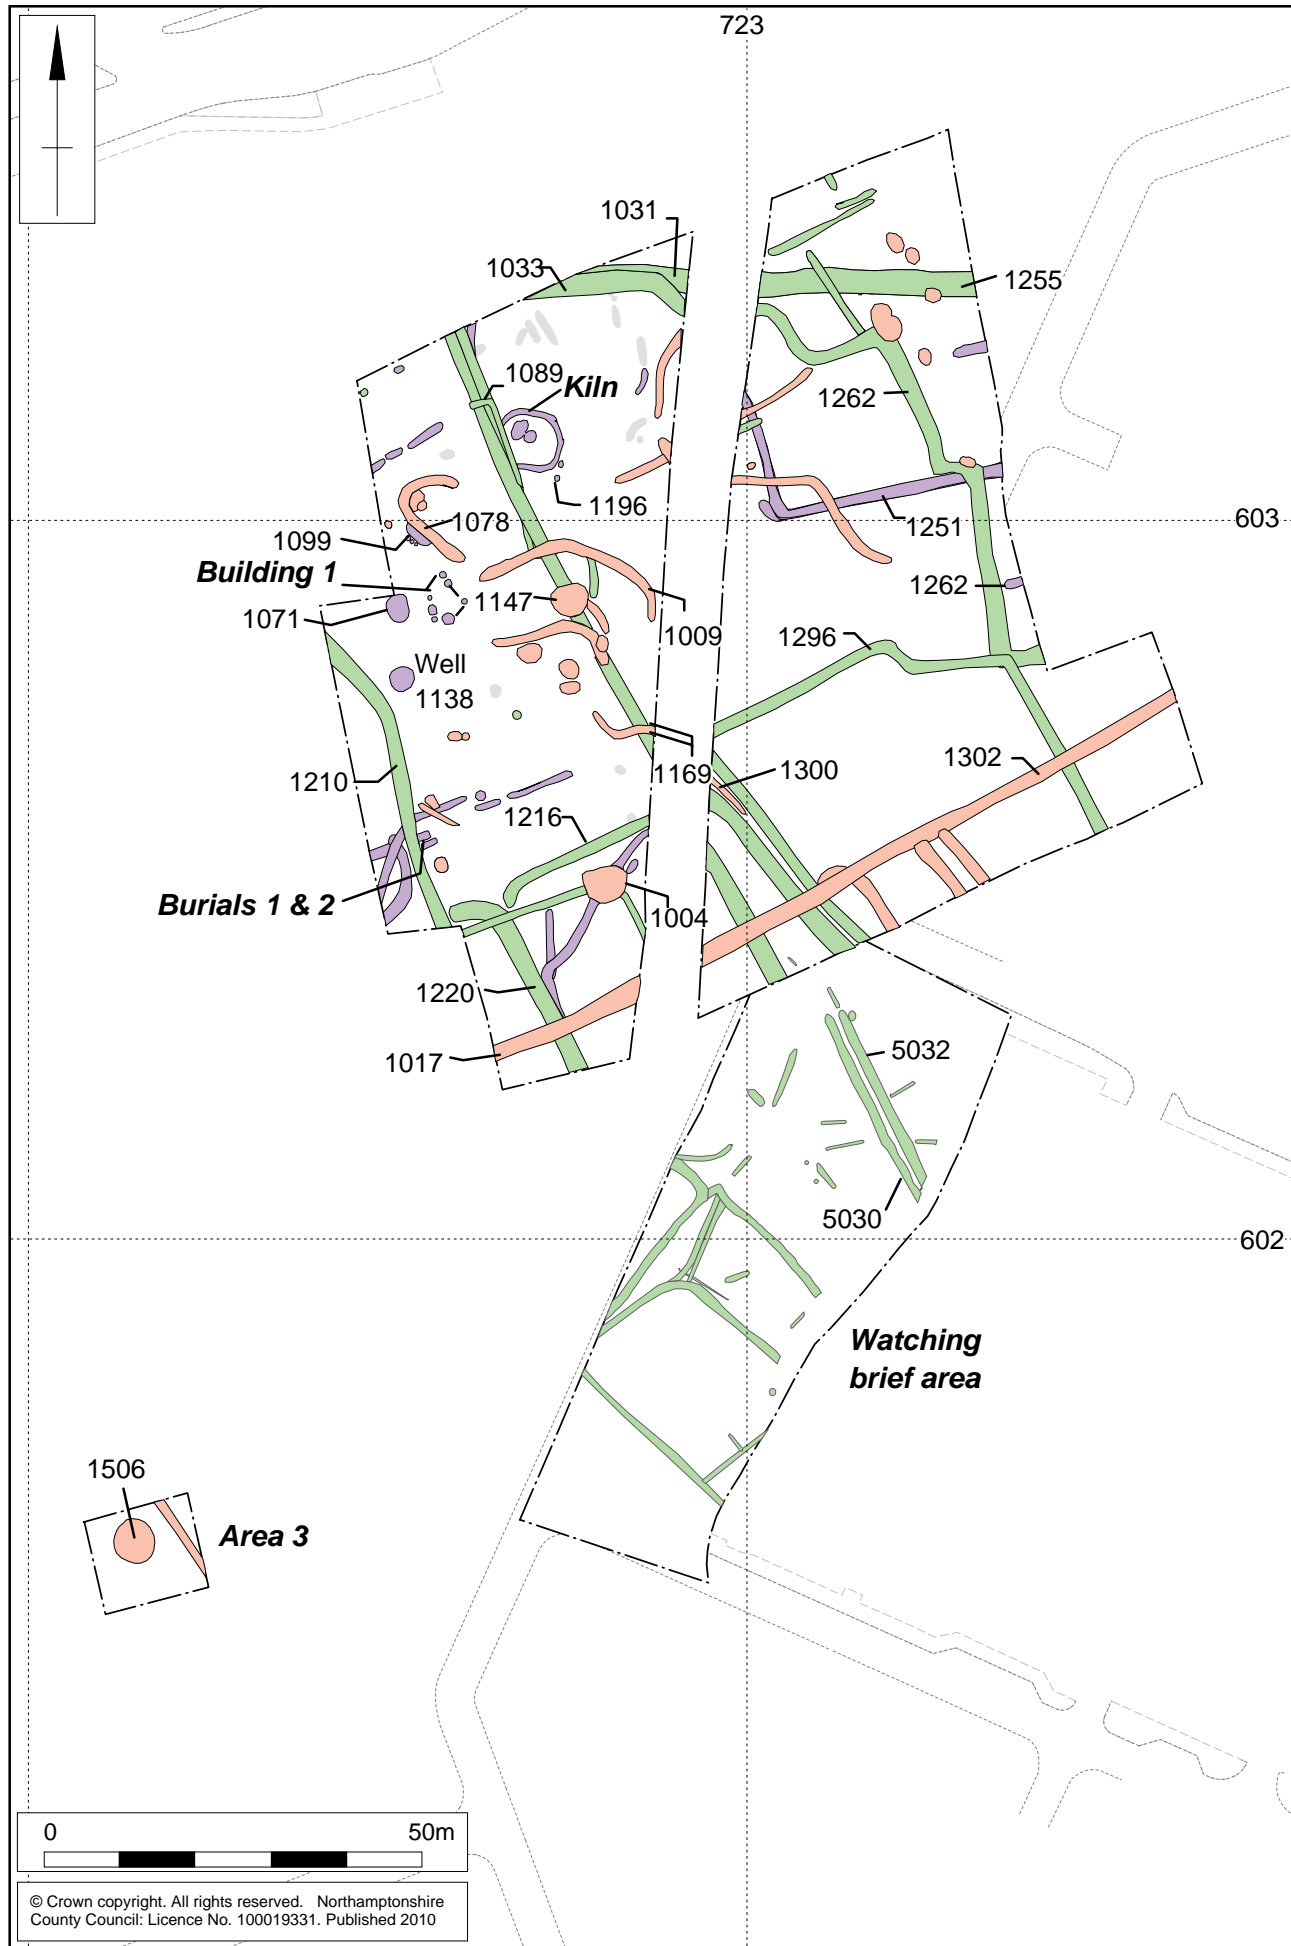 723
1031
1033
1255
1089
Kiln
1262
1196
1078
1251
603
1099
Building 1
1262
1147
1071
1009
1296
Well
1138
1302
1210
1169
1300
1216
Burials 1 & 2
1004
1220
1017
5032
5030
602
Watching
brief area
1506
Area 3
0 50m
© Crown copyright. All rights reserved. Northamptonshire
County Council: Licence No. 100019331. Published 2010